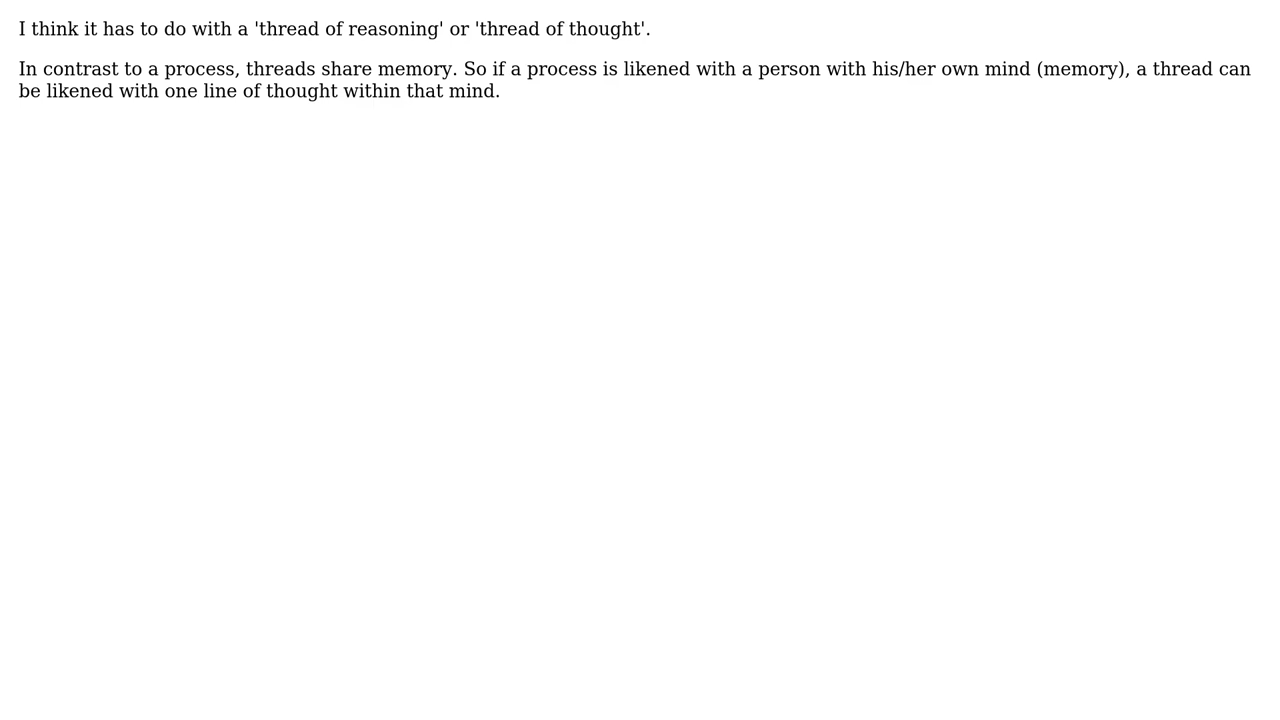 I think it has to do with a 'thread of reasoning' or 'thread of thought'.
In contrast to a process, threads share memory. So if a process is likened with a person with his/her own mind (memory), a thread can
be likened with one line of thought within that mind.